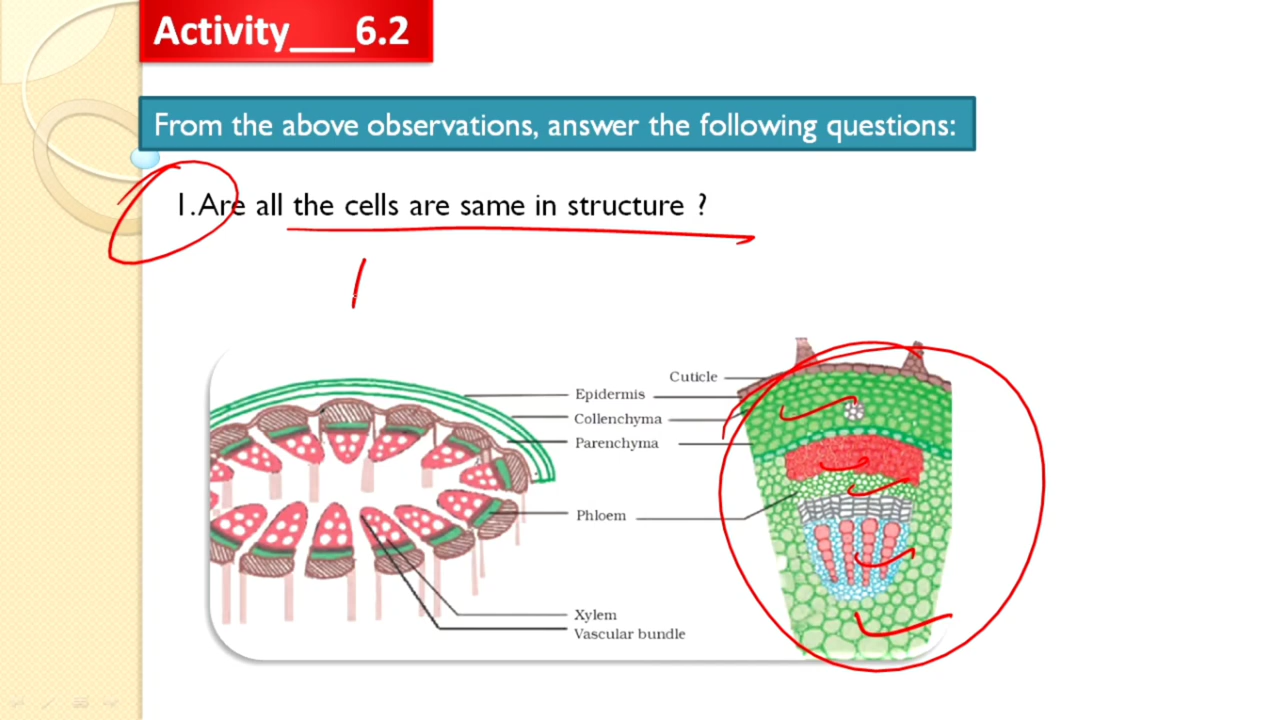 Activity___6.2
From the above observations, answer the following questions:
1.Are all the cells are same in structure ?
Cuticle
Epidermis
Collenchyma
Parenchyma
Phloem
Xylem
Vascular bundle